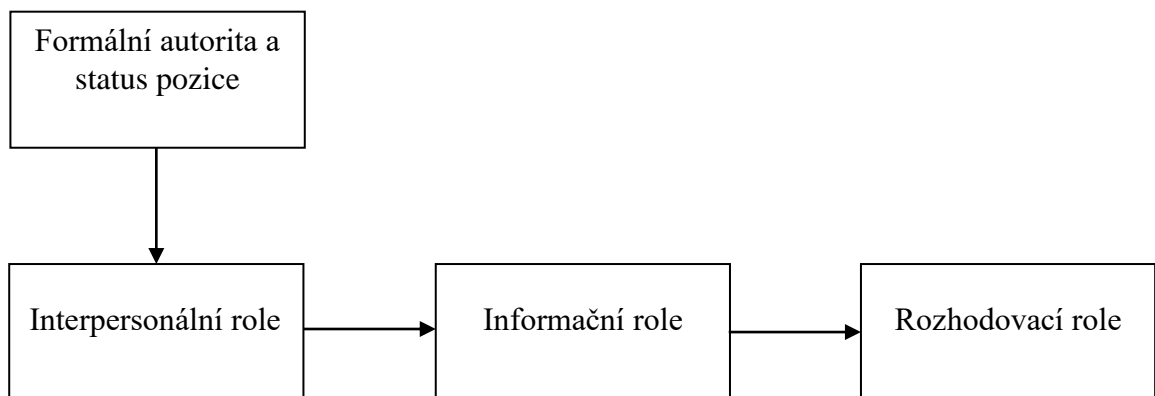 Formální autorita a
status pozice
Interpersonální role
Informační role
Rozhodovací role